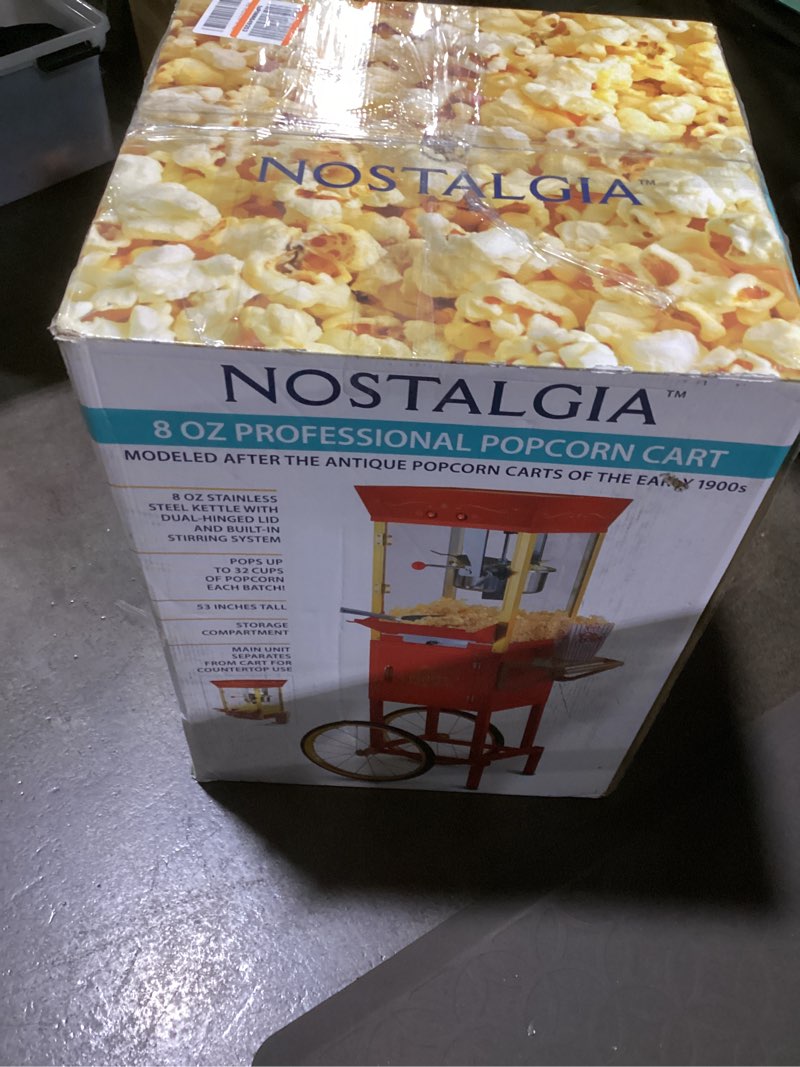 NOSTALGIA™
NOSTALGIA™
8 OZ PROFESSIONAL POPCORN CART
MODELED AFTER THE ANTIQUE POPCORN CARTS OF THE EARLY 1900s
8 OZ STAINLESS
STEEL KETTLE WITH
DUAL-HINGED LID
AND BUILT-IN
STIRRING SYSTEM
POPS UP
TO 32 CUPS
OF POPCORN
EACH BATCH!
53 INCHES TALL
STORAGE
COMPARTMENT
MAIN UNIT
SEPARATES
FROM CART FOR
COUNTERTOP USE